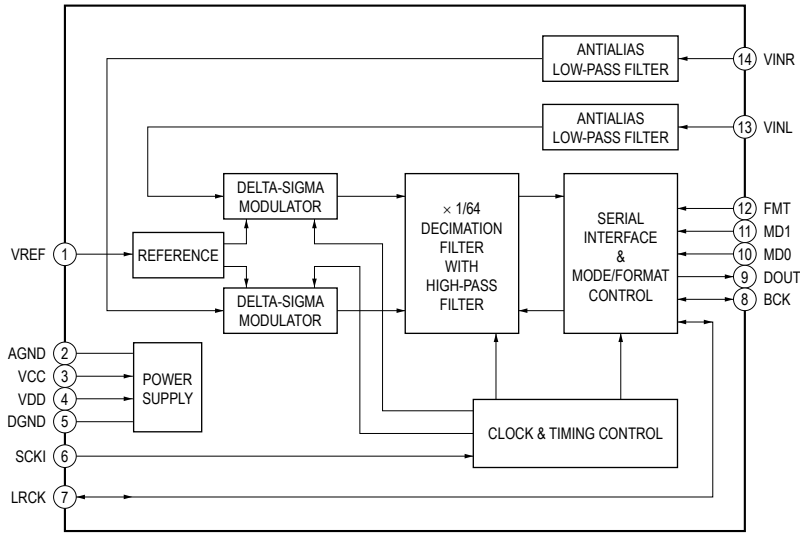 ANTIALIAS
LOW-PASS FILTER
14 VINR
ANTIALIAS
LOW-PASS FILTER
13 VINL
DELTA-SIGMA
MODULATOR
× 1/64
DECIMATION
FILTER
WITH
HIGH-PASS
FILTER
SERIAL
INTERFACE
&
MODE/FORMAT
CONTROL
12 FMT
11 MD1
10 MD0
9 DOUT
8 BCK
VREF 1
REFERENCE
DELTA-SIGMA
MODULATOR
AGND 2
VCC 3
VDD 4
DGND 5
POWER
SUPPLY
CLOCK & TIMING CONTROL
SCKI 6
LRCK 7